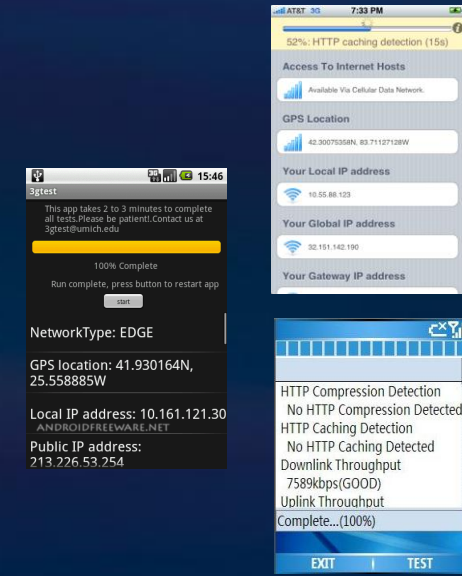 AT&T 3G 7:33 PM
52%: HTTP caching detection (15s)
Access To Internet Hosts
Available Via Cellular Data Network.
GPS Location
42.30075358N, 83.71127128W
Your Local IP address
10.55.88.123
Your Global IP address
32.151.142.190
Your Gateway IP address
3G 15:46
3gtest
This app takes 2 to 3 minutes to complete
all tests.Please be patient!.Contact us at
3gtest@umich.edu
100% Complete
Run complete, press button to restart app
start
NetworkType: EDGE
GPS location: 41.930164N,
25.558885W
Local IP address: 10.161.121.30
ANDROIDFREEWARE.NET
Public IP address:
213.226.53.254
HTTP Compression Detection
No HTTP Compression Detected
HTTP Caching Detection
No HTTP Caching Detected
Downlink Throughput
7589kbps(GOOD)
Uplink Throughput
Complete...(100%)
EXIT TEST